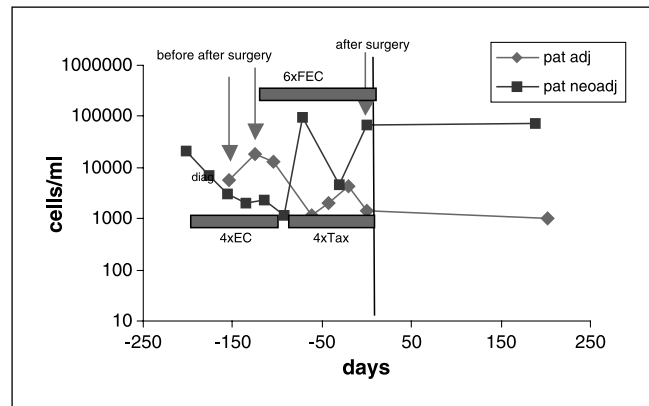 after surgery
before after surgery
pat adj
pat neoadj
6xFEC
1000000
100000
10000
1000
100
10
cells/ml
diag
4xEC
4xTax
-250
-150
-50
50
150
250
days